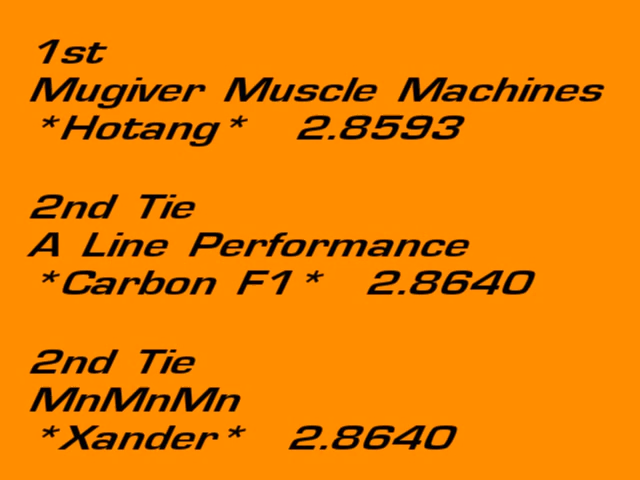 1st
Mugiver Muscle Machines
*Hotang* 2.8593
2nd Tie
A Line Performance
*Carbon F1* 2.8640
2nd Tie
MnMnMn
*Xander* 2.8640